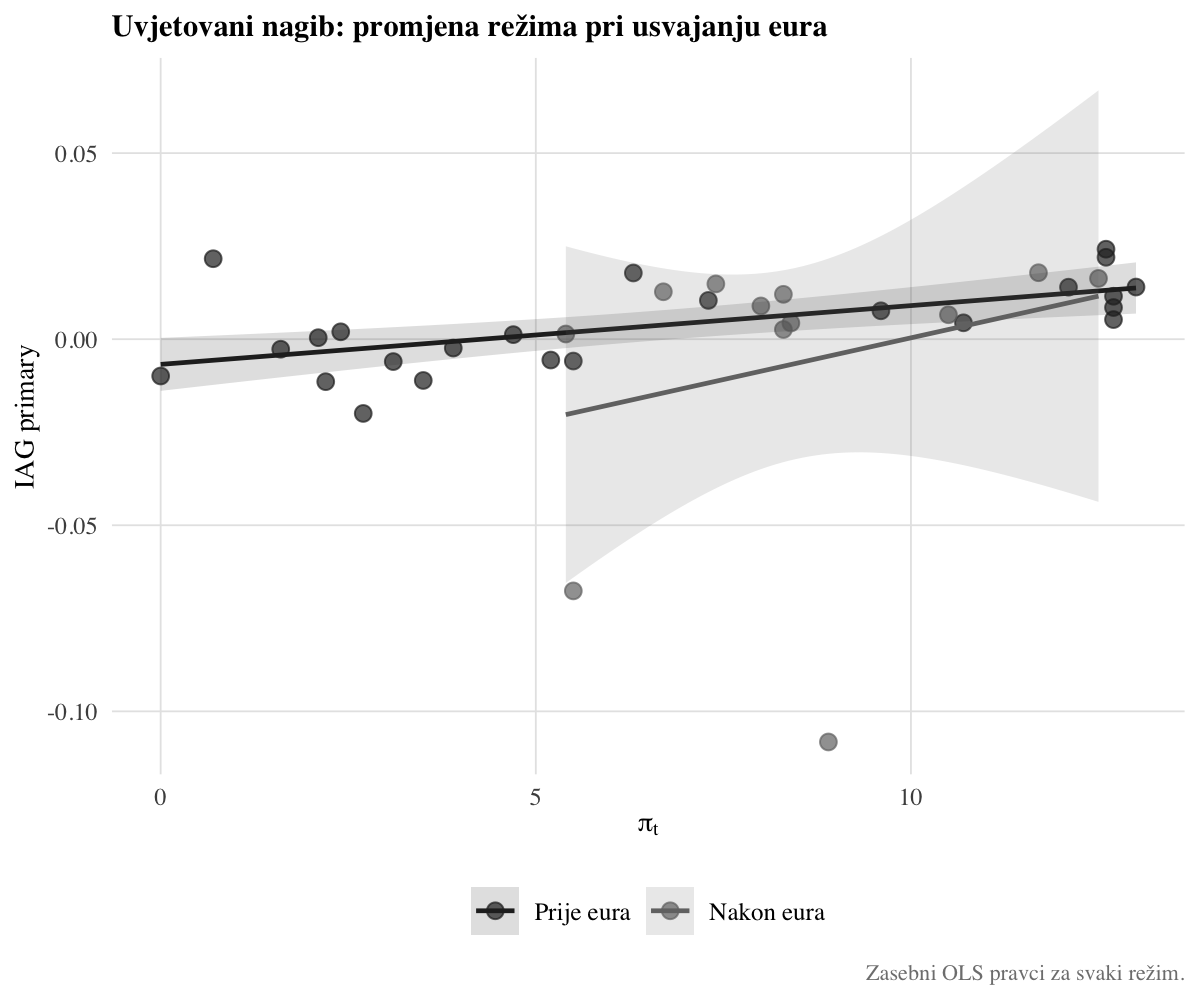 Uvjetovani nagib: promjena režima pri usvajanju eura
IAG primary
0.05
0.00
-0.05
-0.10
0
5
10
πt
Prije eura
Nakon eura
Zasebni OLS pravci za svaki režim.